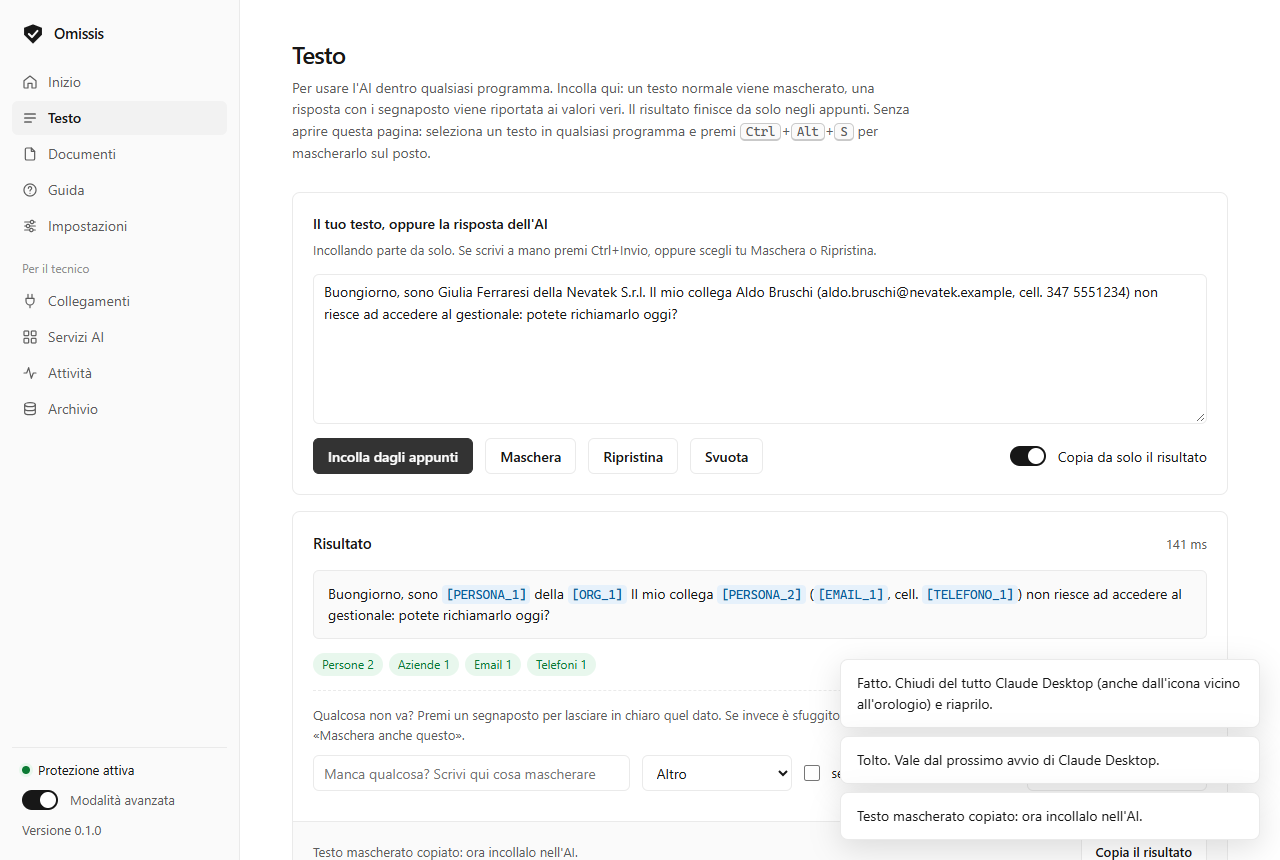 Omissis
Inizio
Testo
Documenti
Guida
Impostazioni
Per il tecnico
Collegamenti
Servizi AI
Attività
Archivio
Protezione attiva
Modalità avanzata
Versione 0.1.0
Testo
Per usare l'AI dentro qualsiasi programma. Incolla qui: un testo normale viene mascherato, una
risposta con i segnaposto viene riportata ai valori veri. Il risultato finisce da solo negli appunti. Senza
aprire questa pagina: seleziona un testo in qualsiasi programma e premi Ctrl+Alt+S per
mascherarlo sul posto.
Il tuo testo, oppure la risposta dell'AI
Incollando parte da solo. Se scrivi a mano premi Ctrl+Invio, oppure scegli tu Maschera o Ripristina.
Buongiorno, sono Giulia Ferraresi della Nevatek S.r.l. Il mio collega Aldo Bruschi (aldo.bruschi@nevatek.example, cell. 347 5551234) non
riesce ad accedere al gestionale: potete richiamarlo oggi?
Incolla dagli appunti Maschera Ripristina Svuota Copia da solo il risultato
Risultato 141 ms
Buongiorno, sono [PERSONA_1] della [ORG_1] Il mio collega [PERSONA_2] ([EMAIL_1], cell. [TELEFONO_1]) non riesce ad accedere al
gestionale: potete richiamarlo oggi?
Persone 2 Aziende 1 Email 1 Telefoni 1
Qualcosa non va? Premi un segnaposto per lasciare in chiaro quel dato. Se invece è sfuggito
«Maschera anche questo».
Manca qualcosa? Scrivi qui cosa mascherare Altro
Testo mascherato copiato: ora incollalo nell'AI. Copia il risultato
Fatto. Chiudi del tutto Claude Desktop (anche dall'icona vicino
all'orologio) e riaprilo.
Tolto. Vale dal prossimo avvio di Claude Desktop.
Testo mascherato copiato: ora incollalo nell'AI.